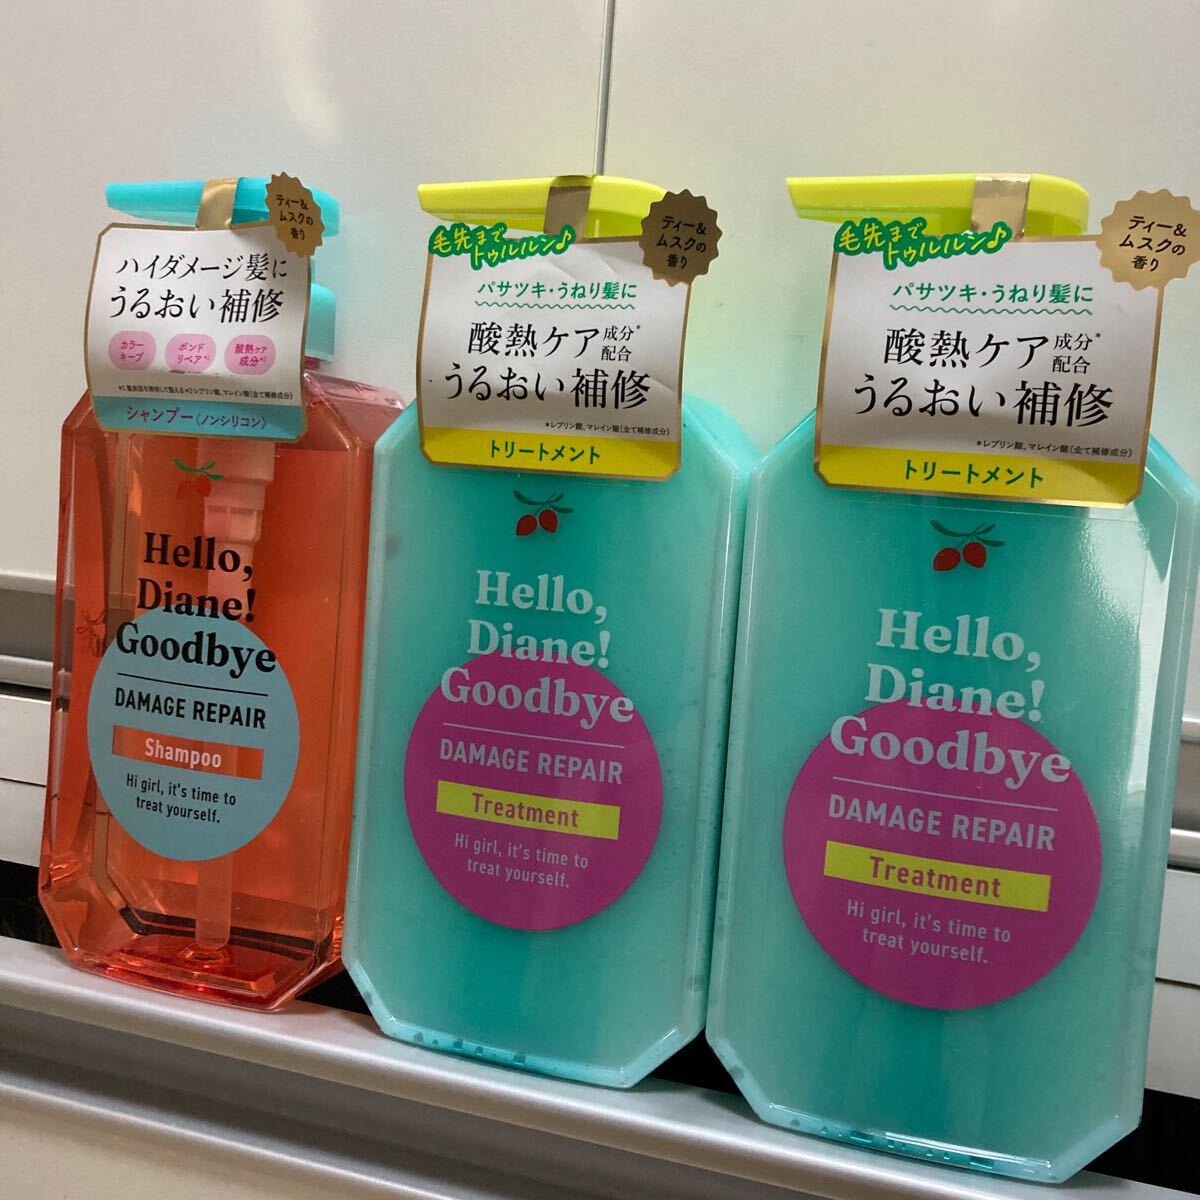 ティー&
ムスクの
香り
ハイダメージ髪に
うるおい補修
カラー
キープ
ボンド
リペア*¹
酸熱ケア
成分*²
シャンプー〈ノンシリコン〉
Hello,
Diane!
Goodbye
DAMAGE REPAIR
Shampoo
Hi girl, it's time to
treat yourself.
毛先まで
トゥルルン♪
ティー&
ムスクの
香り
パサツキ・うねり髪に
酸熱ケア成分*
配合
うるおい補修
*レブリン酸、マレイン酸(全て補修成分)
トリートメント
Hello,
Diane!
Goodbye
DAMAGE REPAIR
Treatment
Hi girl, it's time to
treat yourself.
毛先まで
トゥルルン♪
ティー&
ムスクの
香り
パサツキ・うねり髪に
酸熱ケア成分*
配合
うるおい補修
*レブリン酸、マレイン酸(全て補修成分)
トリートメント
Hello,
Diane!
Goodbye
DAMAGE REPAIR
Treatment
Hi girl, it's time to
treat yourself.